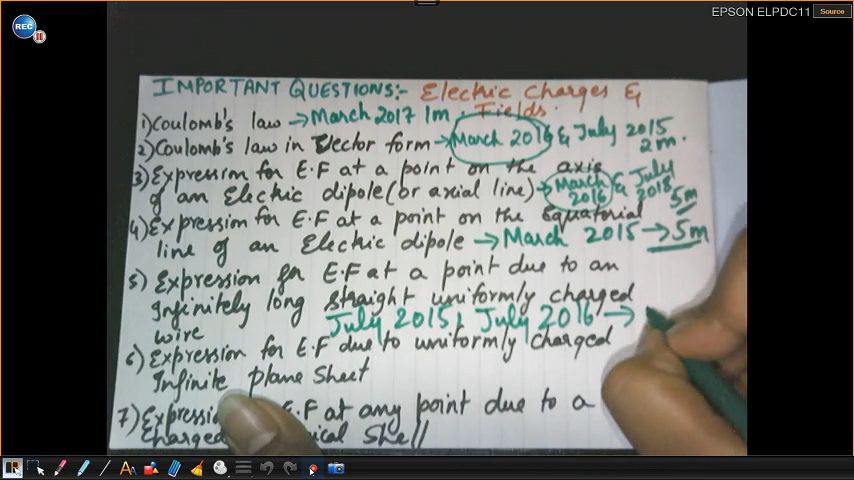 EPSON ELPDC11 Source
REC
IMPORTANT QUESTIONS:- Electric Charges &
Fields.
1) Coulomb's law → March 2017 1m
2) Coulomb's law in Vector form → March 2016 & July 2015
2m.
3) Expression for E.F at a point on the axis
of an Electric dipole (or axial line) → March 2016 & July 2018 5m
4) Expression for E.F at a point on the Equatorial
line of an Electric dipole → March 2015 → 5m
5) Expression for E.F at a point due to an
Infinitely long straight uniformly charged
wire July 2015, July 2016 →
6) Expression for E.F due to uniformly charged
Infinite plane Sheet
7) E.F at any point due to a
Charged Shell